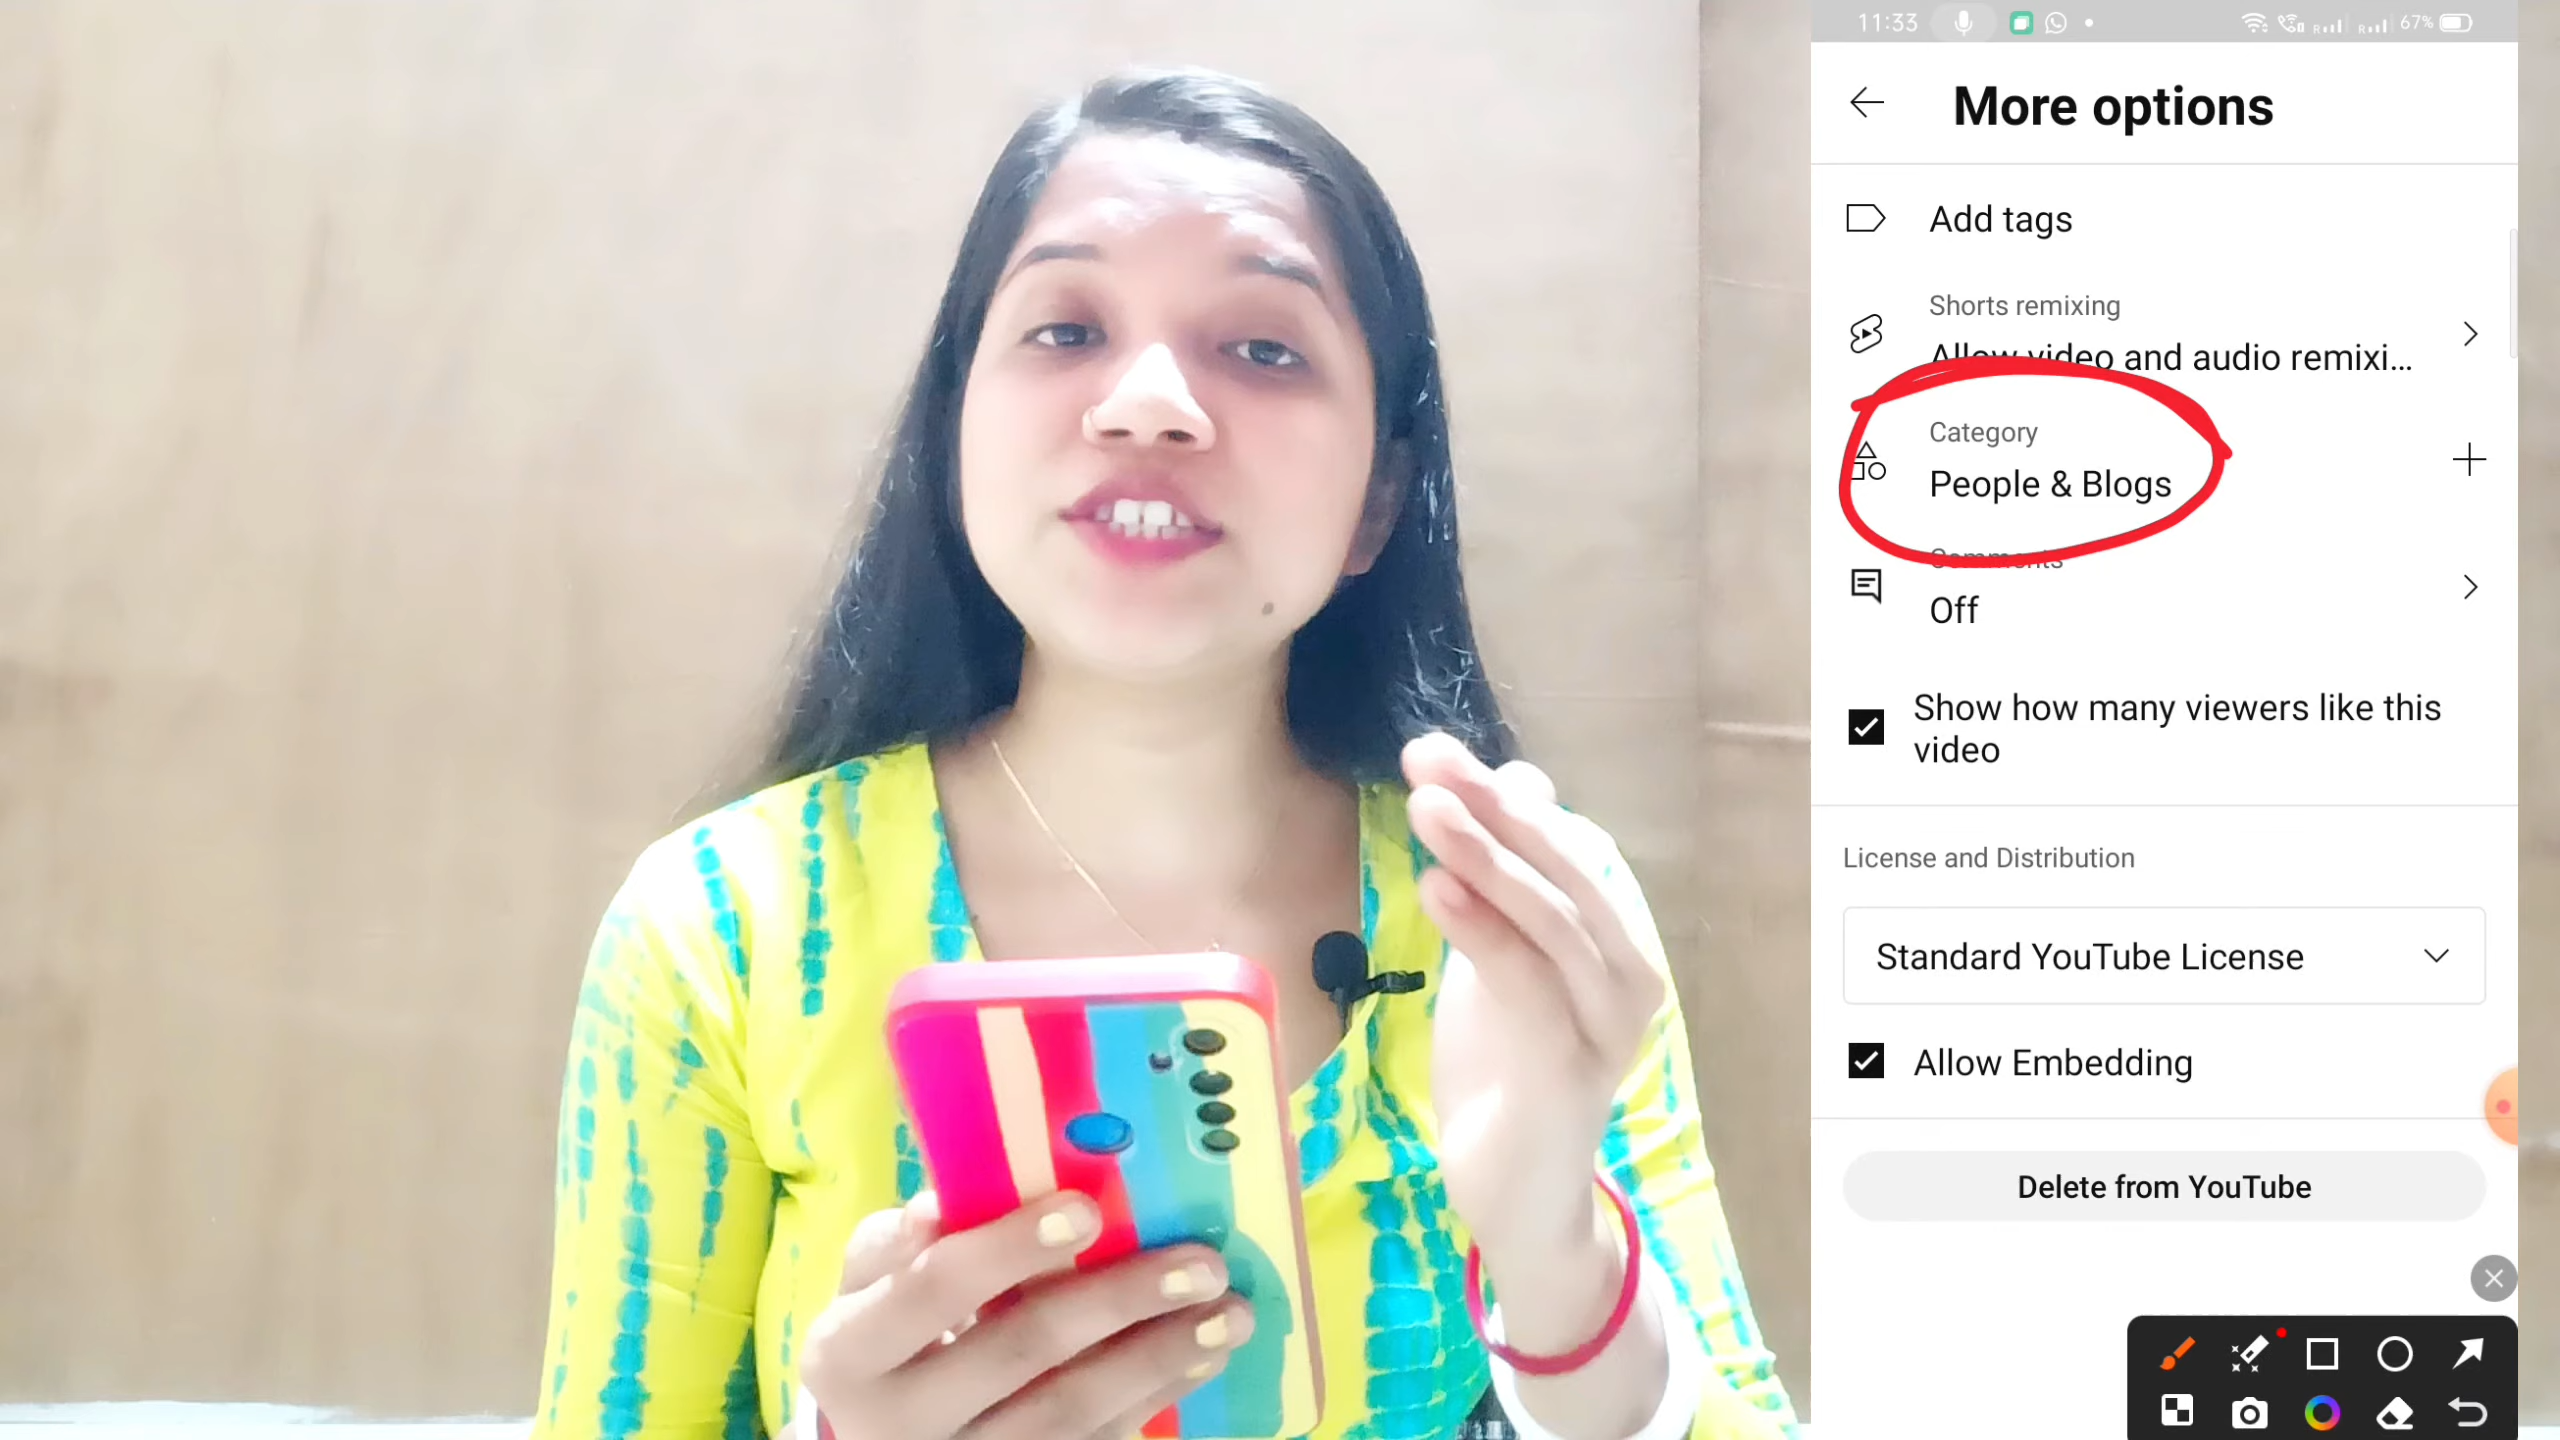 11:33
67%
More options
Add tags
Shorts remixing
Allow video and audio remixi...
Category
People & Blogs
Comments
Off
Show how many viewers like this
video
License and Distribution
Standard YouTube License
Allow Embedding
Delete from YouTube